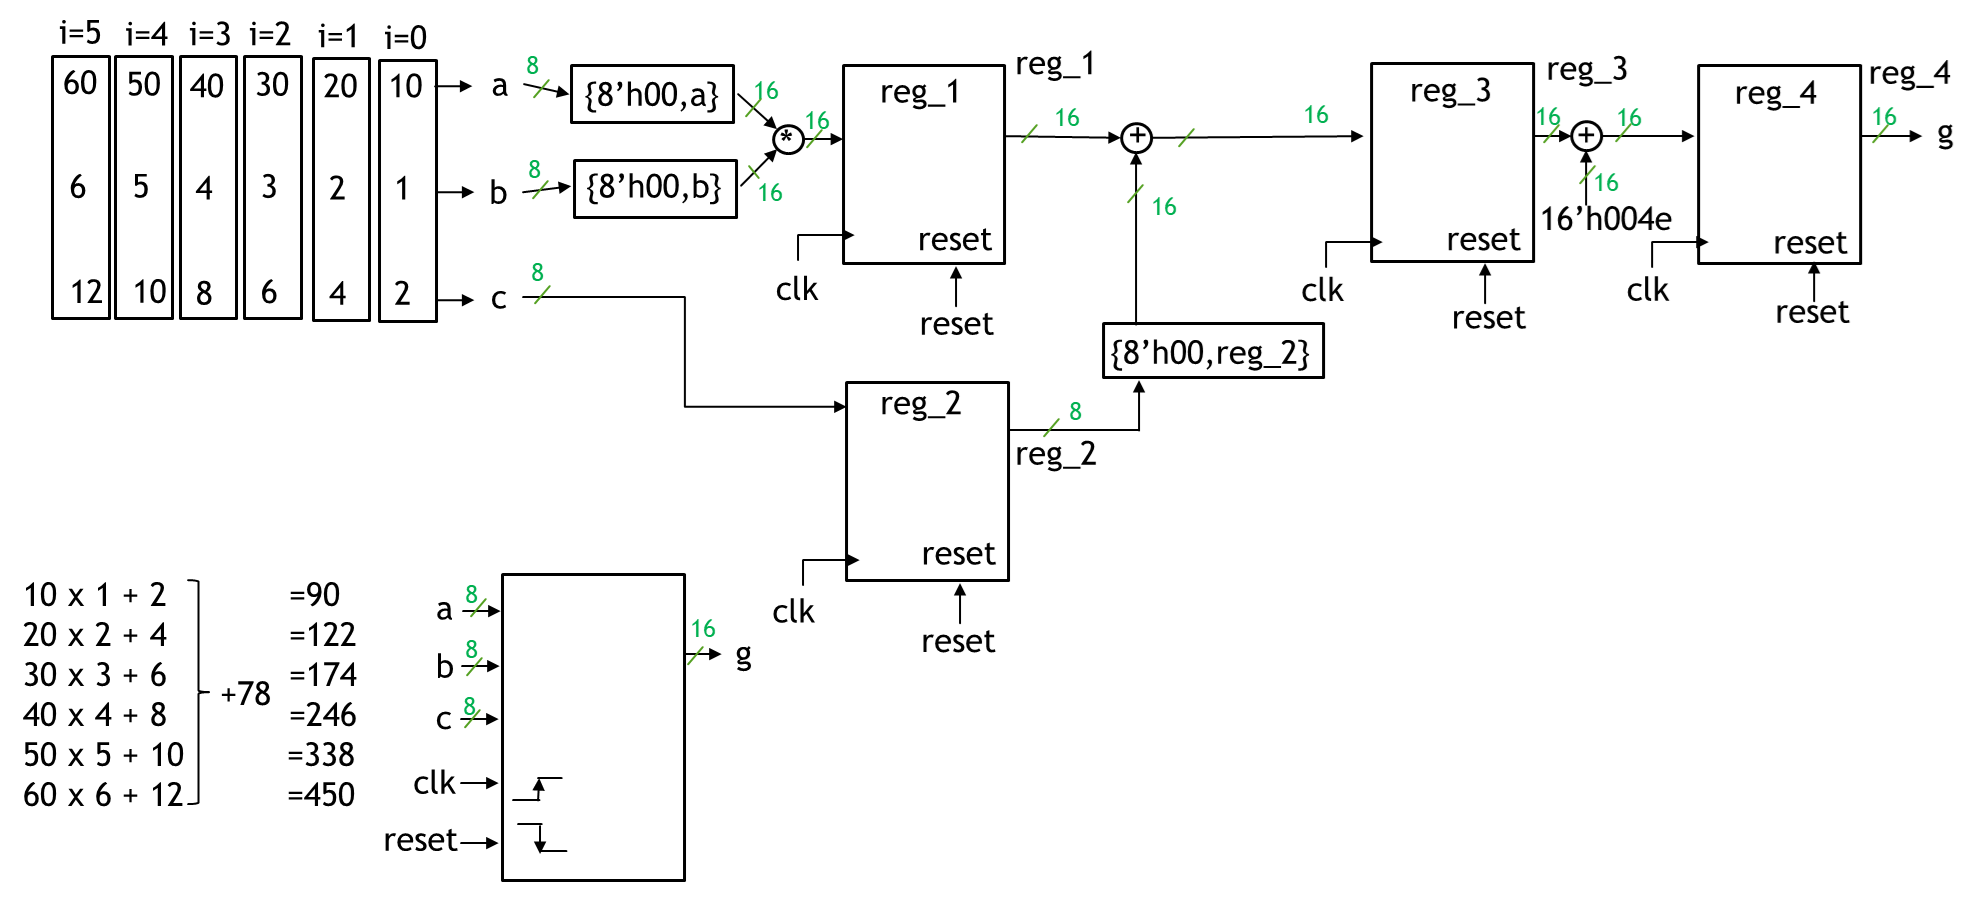 i=5 i=4 i=3 i=2 i=1 i=0
60 50 40 30 20 10
6 5 4 3 2 1
12 10 8 6 4 2
a 8 {8’h00,a} 16
b 8 {8’h00,b} 16
c 8
* 16
reg_1
reset
clk
reset
reg_1
16
+
16
16
reg_2
reset
clk
reset
8
reg_2
{8’h00,reg_2}
reg_3
reset
clk
reset
reg_3
16
+
16
16
16’h004e
reg_4
reset
clk
reset
reg_4
16
g
10 x 1 + 2 =90
20 x 2 + 4 =122
30 x 3 + 6 =174
40 x 4 + 8 =246
50 x 5 + 10 =338
60 x 6 + 12 =450
+78
a 8
b 8
c 8
clk
reset
16
g